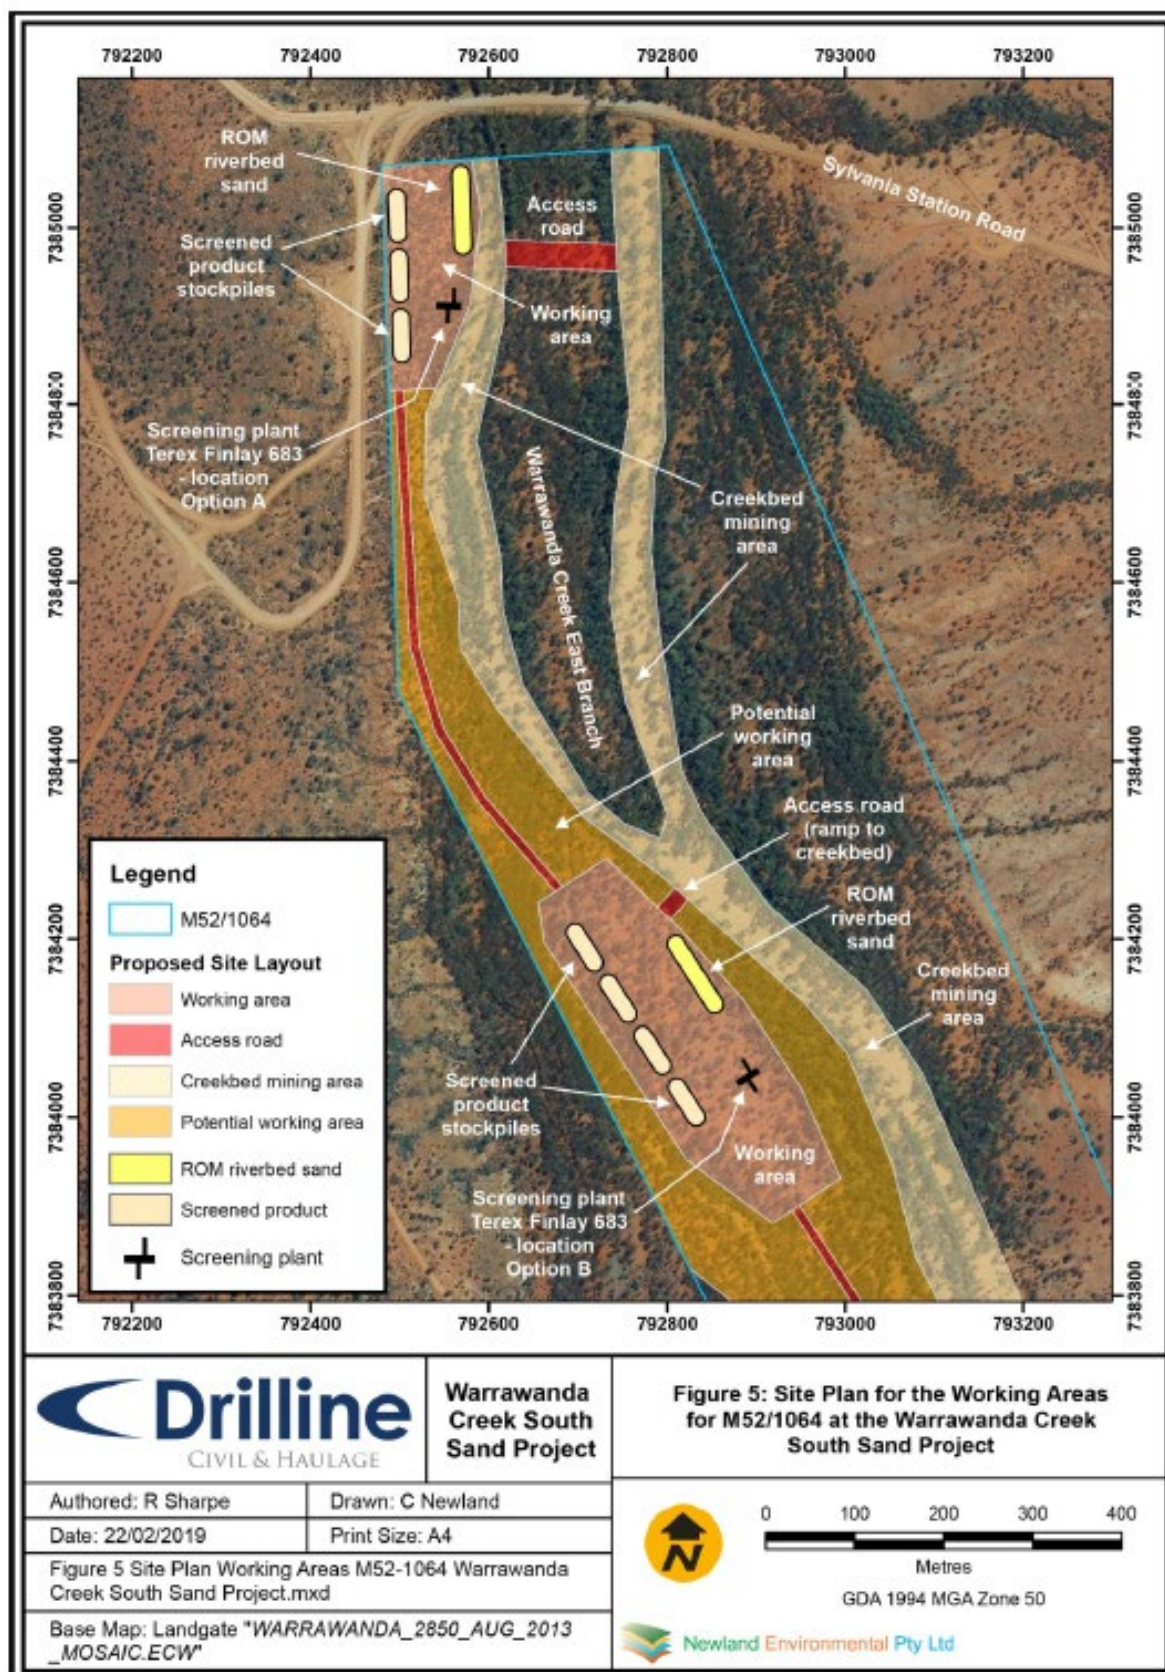 792200 792400 792600 792800 793000 793200
7385000
7384800
7384600
7384400
7384200
7384000
7383800
7385000
7384800
7384600
7384400
7384200
7384000
7383800
ROM
riverbed
sand
Screened
product
stockpiles
Access
road
Sylvania Station Road
Working
area
Screening plant
Terex Finlay 683
- location
Option A
Warrawanda Creek East Branch
Creekbed
mining
area
Potential
working
area
Access road
(ramp to
creekbed)
ROM
riverbed
sand
Creekbed
mining
area
Screened
product
stockpiles
Working
area
Screening plant
Terex Finlay 683
- location
Option B
Legend
M52/1064
Proposed Site Layout
Working area
Access road
Creekbed mining area
Potential working area
ROM riverbed sand
Screened product
Screening plant
792200 792400 792600 792800 793000 793200
Drilline
CIVIL & HAULAGE
Warrawanda
Creek South
Sand Project
Figure 5: Site Plan for the Working Areas
for M52/1064 at the Warrawanda Creek
South Sand Project
Authored: R Sharpe
Drawn: C Newland
Date: 22/02/2019
Print Size: A4
Figure 5 Site Plan Working Areas M52-1064 Warrawanda
Creek South Sand Project.mxd
Base Map: Landgate "WARRAWANDA_2850_AUG_2013
_MOSAIC.ECW"
N
0 100 200 300 400
Metres
GDA 1994 MGA Zone 50
Newland Environmental Pty Ltd